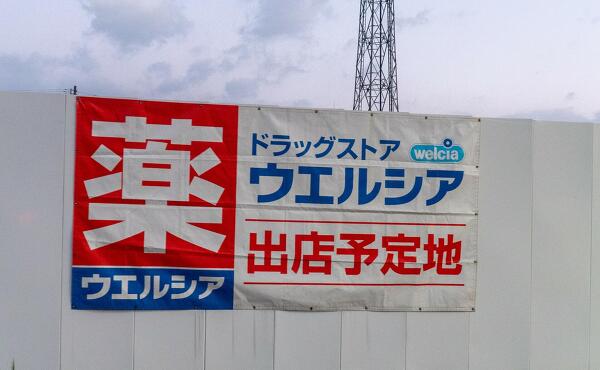 薬
ウエルシア
ドラッグストア welcia
ウエルシア
出店予定地